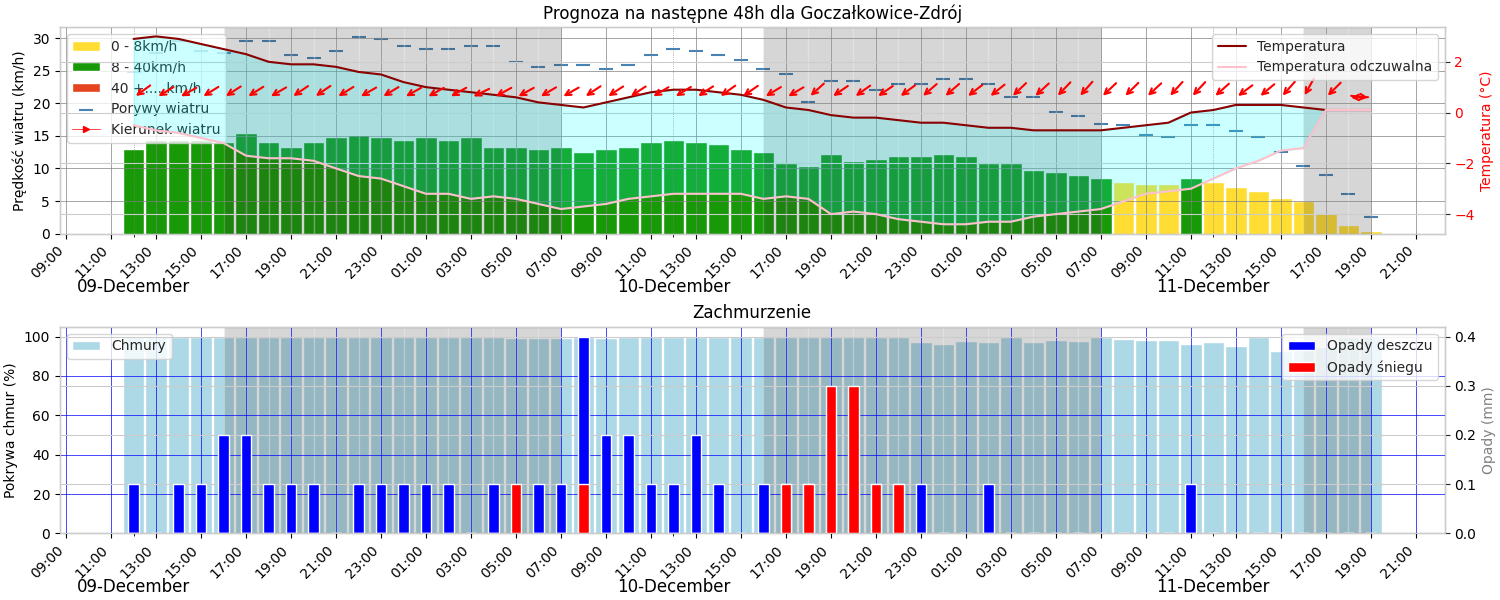 Prognoza na następne 48h dla Goczałkowice-Zdrój
Prędkość wiatru (km/h)
30
25
20
15
10
5
0
0 - 8km/h
8 - 40km/h
40 +.... km/h
Porywy wiatru
Kierunek wiatru
Temperatura
Temperatura odczuwalna
2
0
−2
−4
Temperatura (°C)
09:00 11:00 13:00 15:00 17:00 19:00 21:00 23:00 01:00 03:00 05:00 07:00 09:00 11:00 13:00 15:00 17:00 19:00 21:00 23:00 01:00 03:00 05:00 07:00 09:00 11:00 13:00 15:00 17:00 19:00 21:00
09-December 10-December 11-December
Zachmurzenie
Pokrywa chmur (%)
100
80
60
40
20
0
Chmury
Opady deszczu
Opady śniegu
0.4
0.3
0.2
0.1
0.0
Opady (mm)
09:00 11:00 13:00 15:00 17:00 19:00 21:00 23:00 01:00 03:00 05:00 07:00 09:00 11:00 13:00 15:00 17:00 19:00 21:00 23:00 01:00 03:00 05:00 07:00 09:00 11:00 13:00 15:00 17:00 19:00 21:00
09-December 10-December 11-December